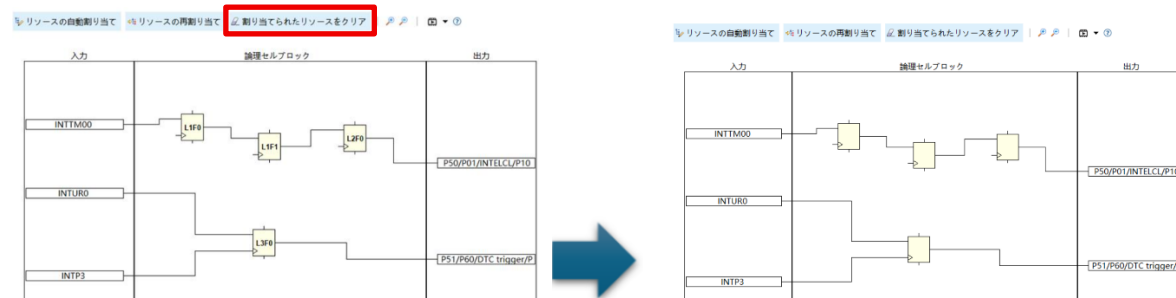 リソースの自動割り当て リソースの再割り当て 割り当てられたリソースをクリア
入力 論理セルブロック 出力
INTTM00
L1F0
L1F1
L2F0
P50/P01/INTELCL/P10
INTUR0
L3F0
P51/P60/DTC trigger/P
INTP3
リソースの自動割り当て リソースの再割り当て 割り当てられたリソースをクリア
入力 論理セルブロック 出力
INTTM00
P50/P01/INTELCL/P10
INTUR0
P51/P60/DTC trigger/
INTP3